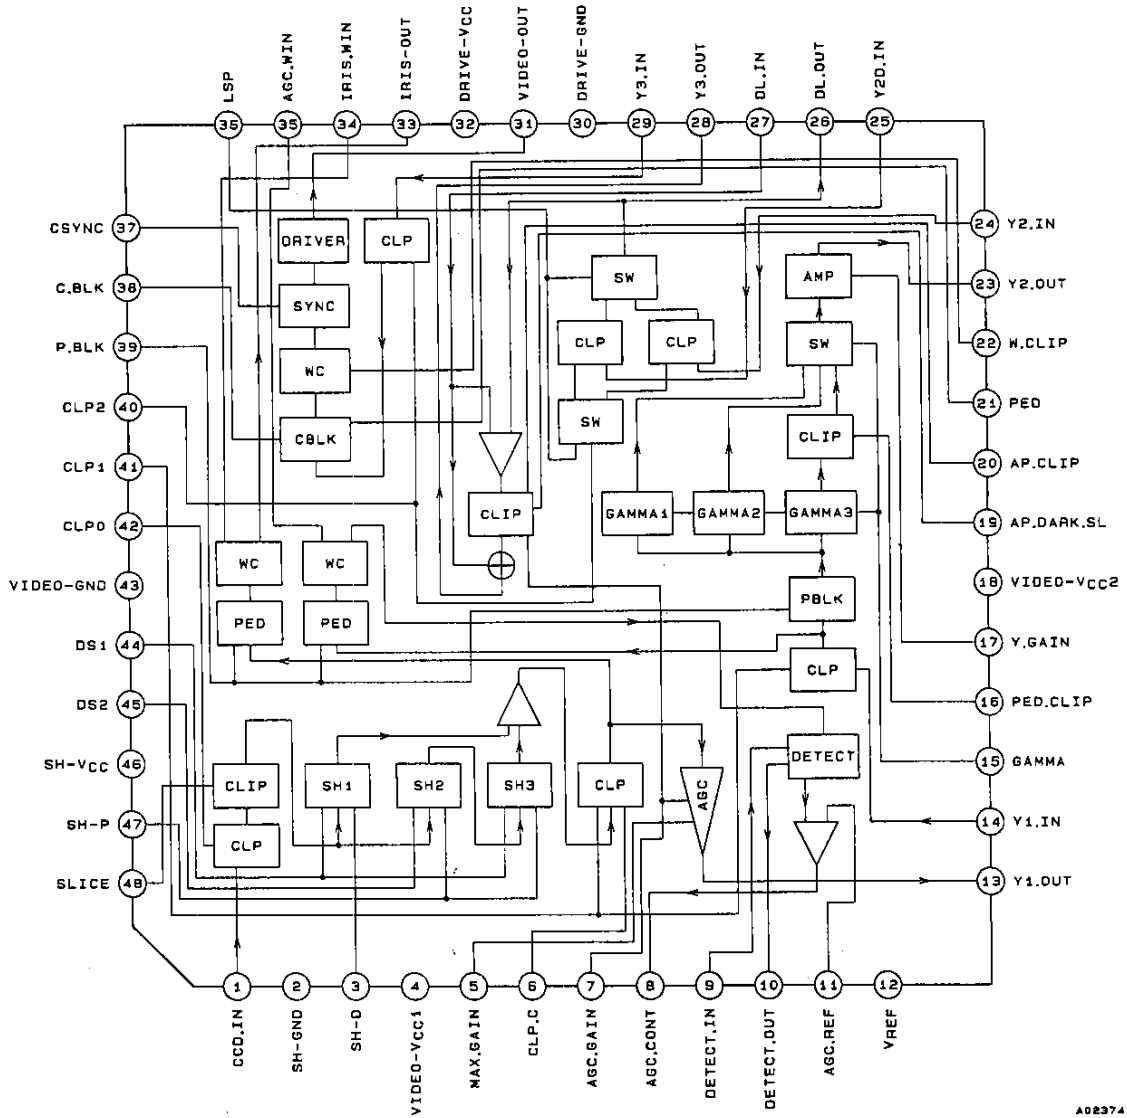 LSP
AGC.WIN
IRIS.WIN
IRIS-OUT
DRIVE-VCC
VIDEO-OUT
DRIVE-GND
Y3.IN
Y3.OUT
DL.IN
DL.OUT
Y2D.IN
36
35
34
33
32
31
30
29
28
27
26
25
CSYNC
37
C.BLK
38
P.BLK
39
CLP2
40
CLP1
41
CLP0
42
VIDEO-GND
43
DS1
44
DS2
45
SH-VCC
46
SH-P
47
SLICE
48
24
Y2.IN
23
Y2.OUT
22
W.CLIP
21
PED
20
AP.CLIP
19
AP.DARK.SL
18
VIDEO-VCC2
17
Y.GAIN
16
PED.CLIP
15
GAMMA
14
Y1.IN
13
Y1.OUT
DRIVER
CLP
SYNC
WC
CBLK
SW
CLP
CLP
SW
AMP
SW
CLIP
CLIP
GAMMA1
GAMMA2
GAMMA3
WC
WC
PED
PED
PBLK
CLP
DETECT
CLIP
CLP
SH1
SH2
SH3
CLP
AGC
1
2
3
4
5
6
7
8
9
10
11
12
CCD.IN
SH-GND
SH-D
VIDEO-VCC1
MAX.GAIN
CLP.C
AGC.GAIN
AGC.CONT
DETECT.IN
DETECT.OUT
AGC.REF
VREF
A02374